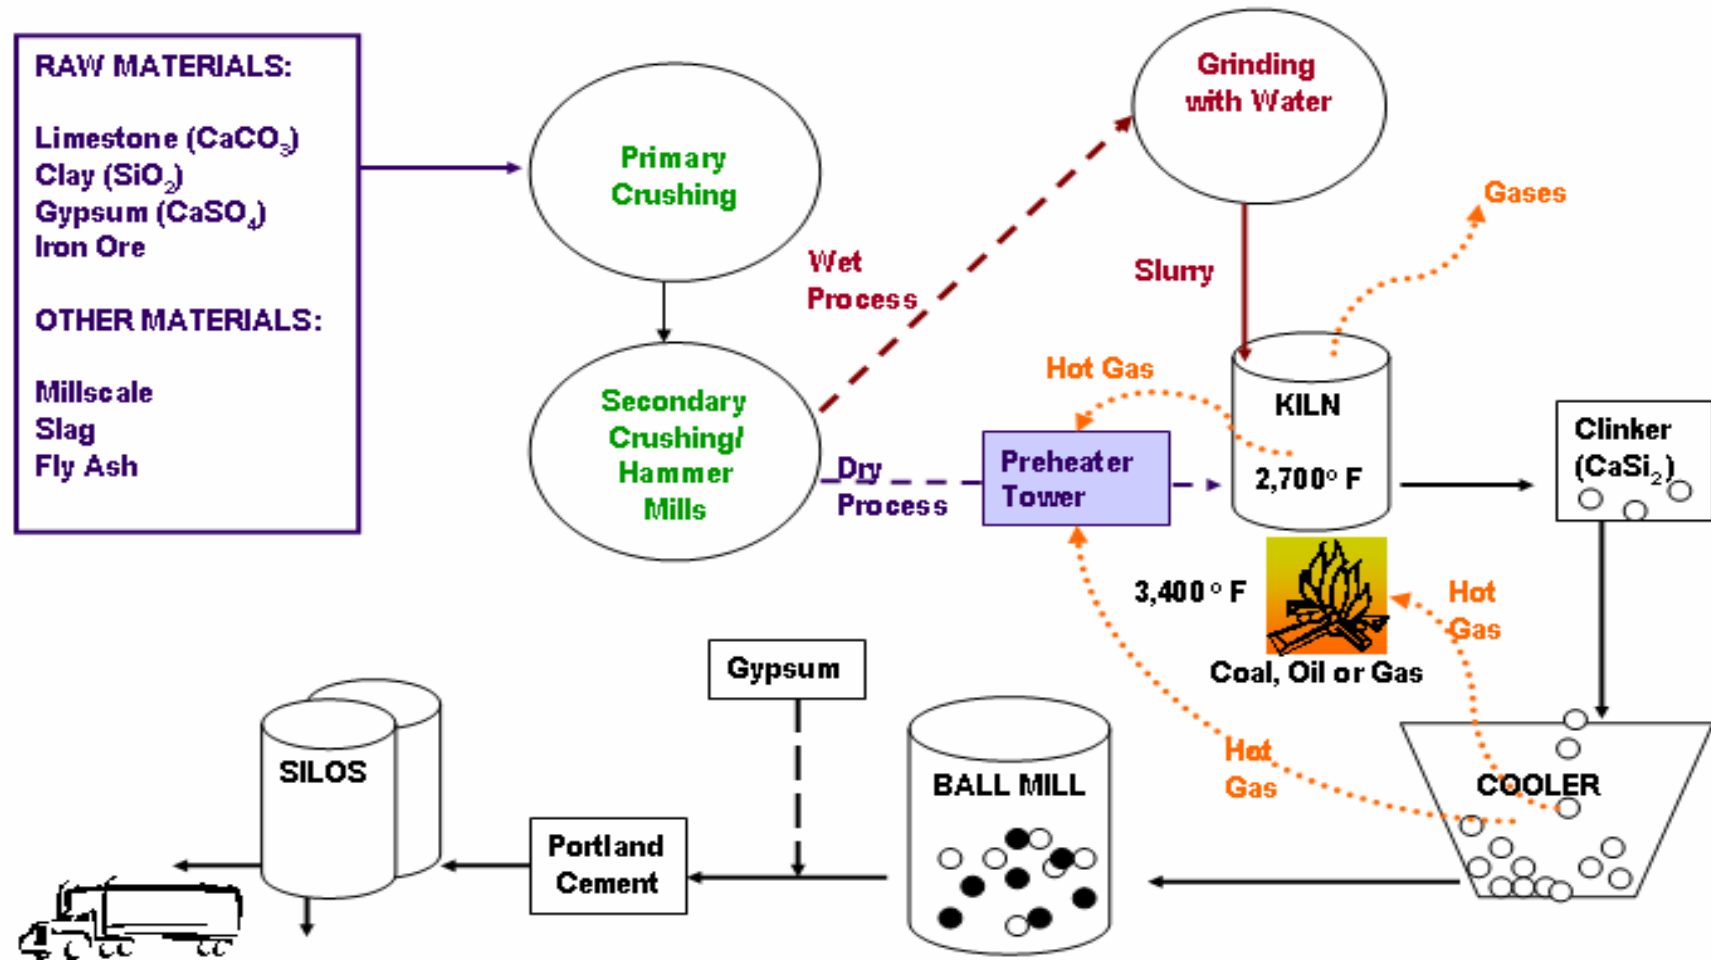 RAW MATERIALS:
Limestone (CaCO₃)
Clay (SiO₂)
Gypsum (CaSO₄)
Iron Ore
OTHER MATERIALS:
Millscale
Slag
Fly Ash
Primary
Crushing
Secondary
Crushing/
Hammer
Mills
Wet
Process
Dry
Process
Grinding
with Water
Slurry
Gases
Hot Gas
Preheater
Tower
KILN
2,700° F
Clinker
(CaSi₂)
3,400 ° F
Coal, Oil or Gas
Hot
Gas
Hot
Gas
COOLER
BALL MILL
Gypsum
Portland
Cement
SILOS